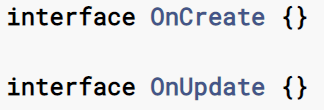 interface OnCreate {}
interface OnUpdate {}